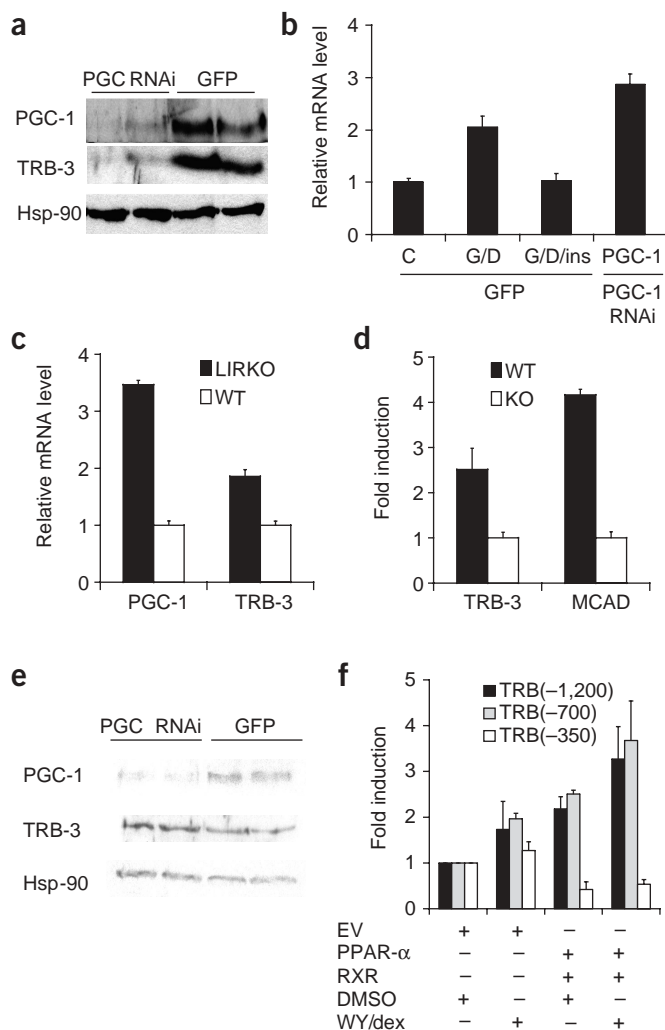 a
PGC RNAi GFP
PGC-1
TRB-3
Hsp-90
b
Relative mRNA level
4
3
2
1
0
C G/D G/D/ins PGC-1
GFP PGC-1
RNAi
c
Relative mRNA level
4
3
2
1
0
LIRKO
WT
PGC-1 TRB-3
d
Fold induction
5
4
3
2
1
0
WT
KO
TRB-3 MCAD
e
PGC RNAi GFP
PGC-1
TRB-3
Hsp-90
f
Fold induction
5
4
3
2
1
0
TRB(–1,200)
TRB(–700)
TRB(–350)
EV + + – –
PPAR-α – – + +
RXR – – + +
DMSO + – + –
WY/dex – + – +